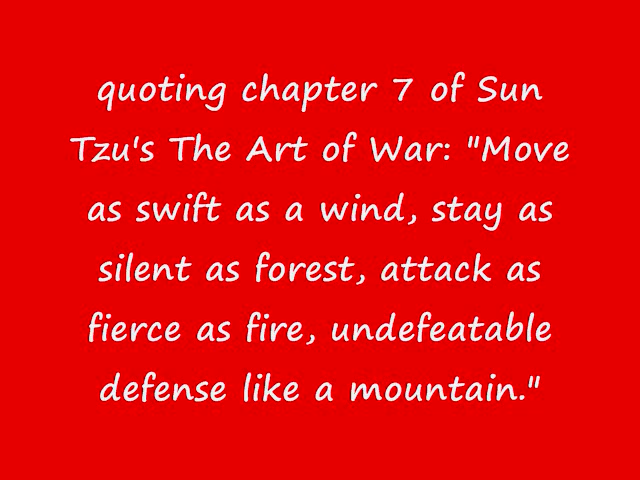 quoting chapter 7 of Sun
Tzu's The Art of War: "Move
as swift as a wind, stay as
silent as forest, attack as
fierce as fire, undefeatable
defense like a mountain."